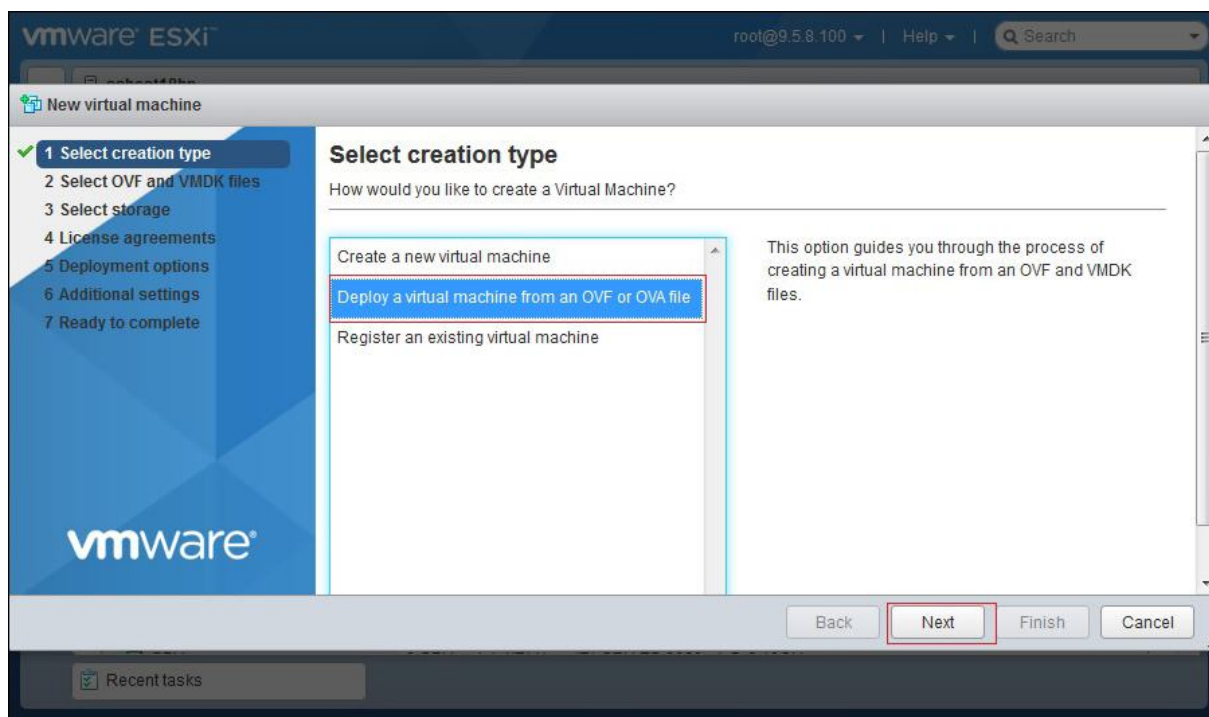 vmware ESXi™
root@9.5.8.100 | Help | Search
New virtual machine
1 Select creation type
2 Select OVF and VMDK files
3 Select storage
4 License agreements
5 Deployment options
6 Additional settings
7 Ready to complete
vmware®
Select creation type
How would you like to create a Virtual Machine?
Create a new virtual machine
Deploy a virtual machine from an OVF or OVA file
Register an existing virtual machine
This option guides you through the process of
creating a virtual machine from an OVF and VMDK
files.
Back Next Finish Cancel
Recent tasks